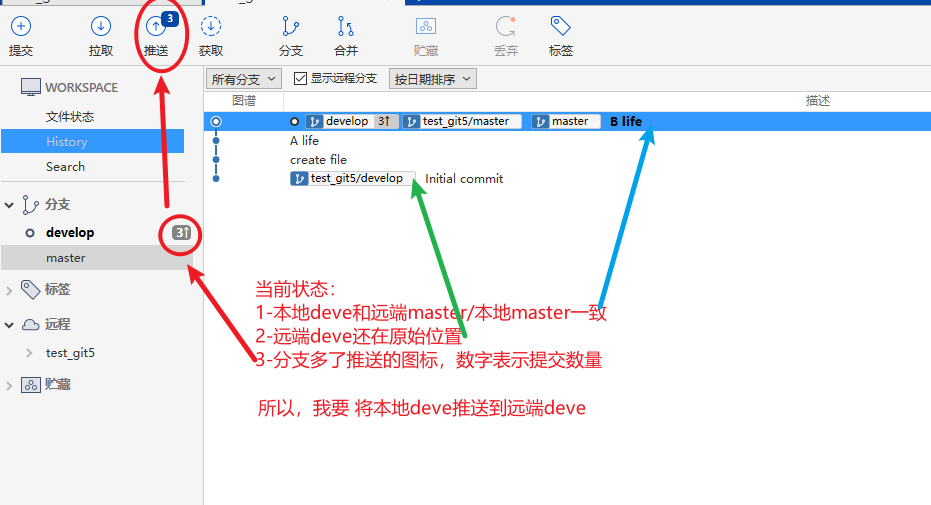 3
提交
拉取
推送
获取
分支
合并
贮藏
丢弃
标签
WORKSPACE
文件状态
History
Search
分支
develop 3↑
master
标签
远程
test_git5
贮藏
所有分支
显示远程分支
按日期排序
图谱
描述
develop 3↑ test_git5/master master B life
A life
create file
test_git5/develop Initial commit
当前状态：
1-本地deve和远端master/本地master一致
2-远端deve还在原始位置
3-分支多了推送的图标，数字表示提交数量
所以，我要 将本地deve推送到远端deve